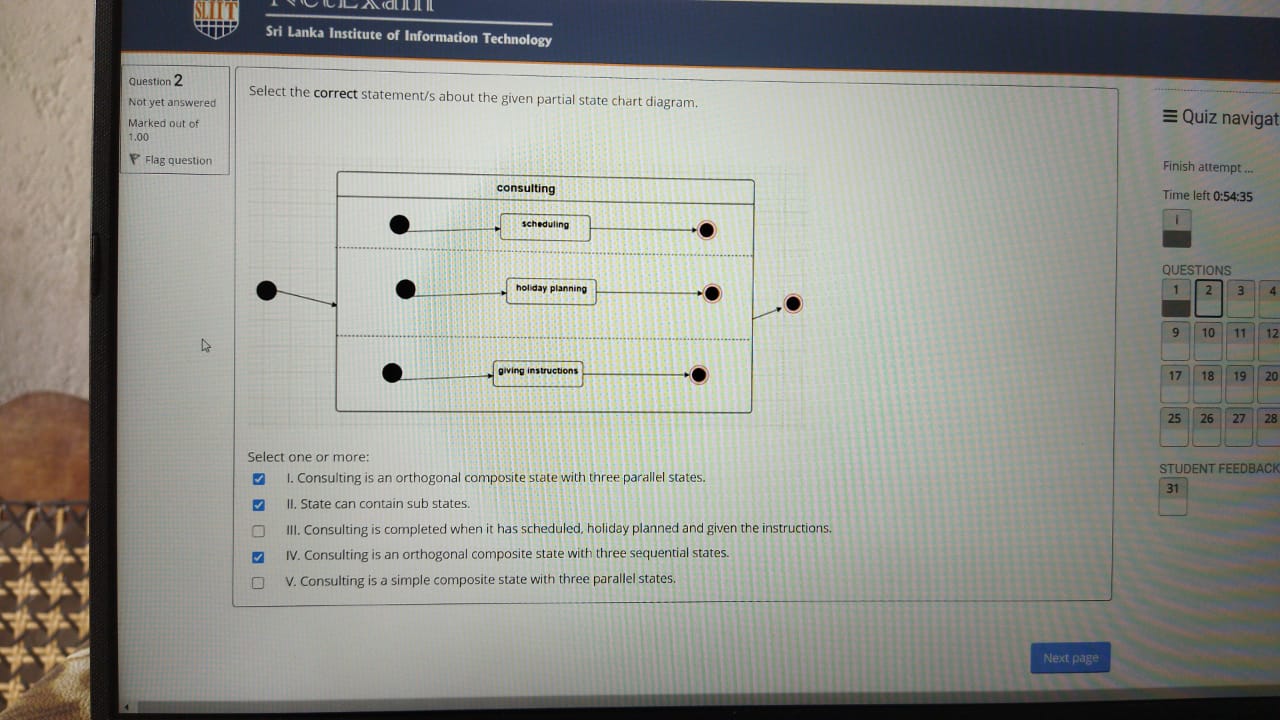 SLIIT
NetExam
Sri Lanka Institute of Information Technology
Question 2
Not yet answered
Marked out of
1.00
Flag question
Select the correct statement/s about the given partial state chart diagram.
consulting
scheduling
holiday planning
giving instructions
Select one or more:
I. Consulting is an orthogonal composite state with three parallel states.
II. State can contain sub states.
III. Consulting is completed when it has scheduled, holiday planned and given the instructions.
IV. Consulting is an orthogonal composite state with three sequential states.
V. Consulting is a simple composite state with three parallel states.
Next page
Quiz navigat
Finish attempt ...
Time left 0:54:35
i
QUESTIONS
1 2 3 4
9 10 11 12
17 18 19 20
25 26 27 28
STUDENT FEEDBACK
31